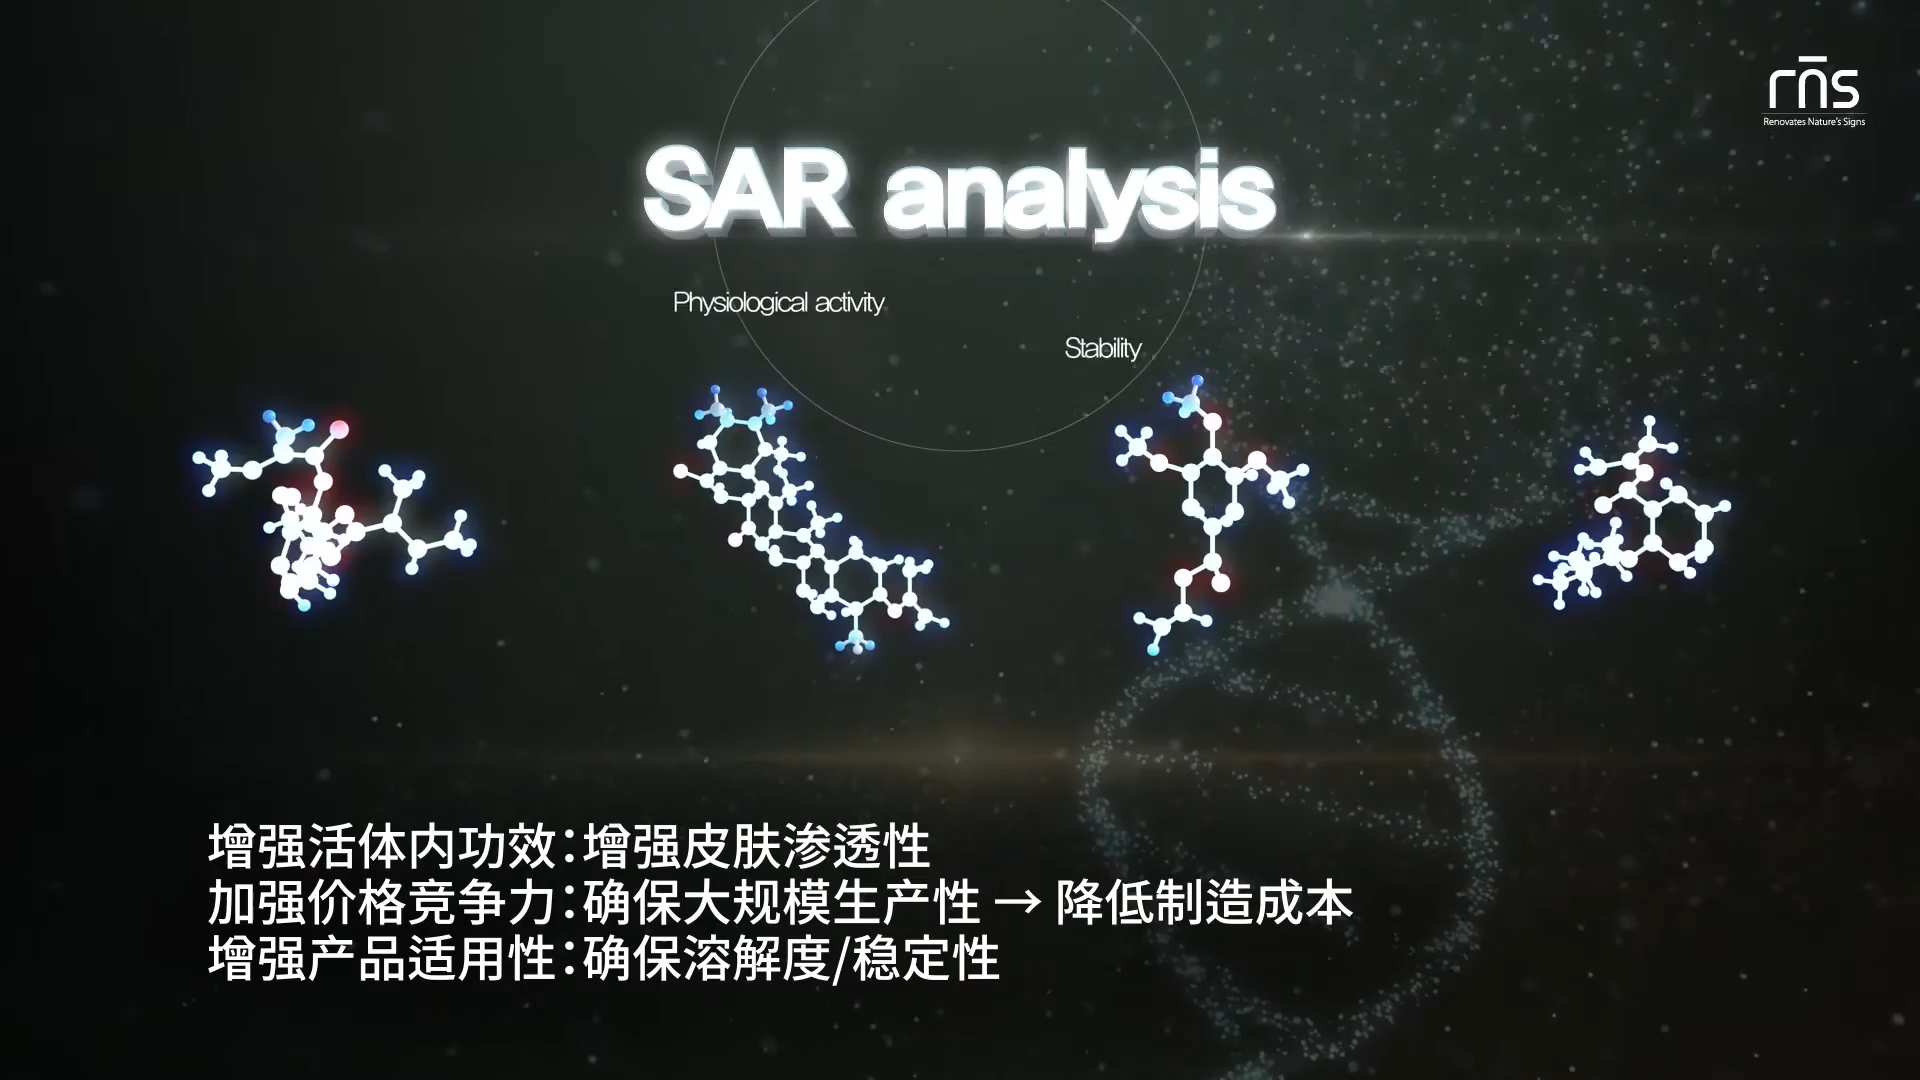 rn̄s
Renovates Nature's Signs
SAR analysis
Physiological activity
Stability
增强活体内功效：增强皮肤渗透性
加强价格竞争力：确保大规模生产性 → 降低制造成本
增强产品适用性：确保溶解度/稳定性